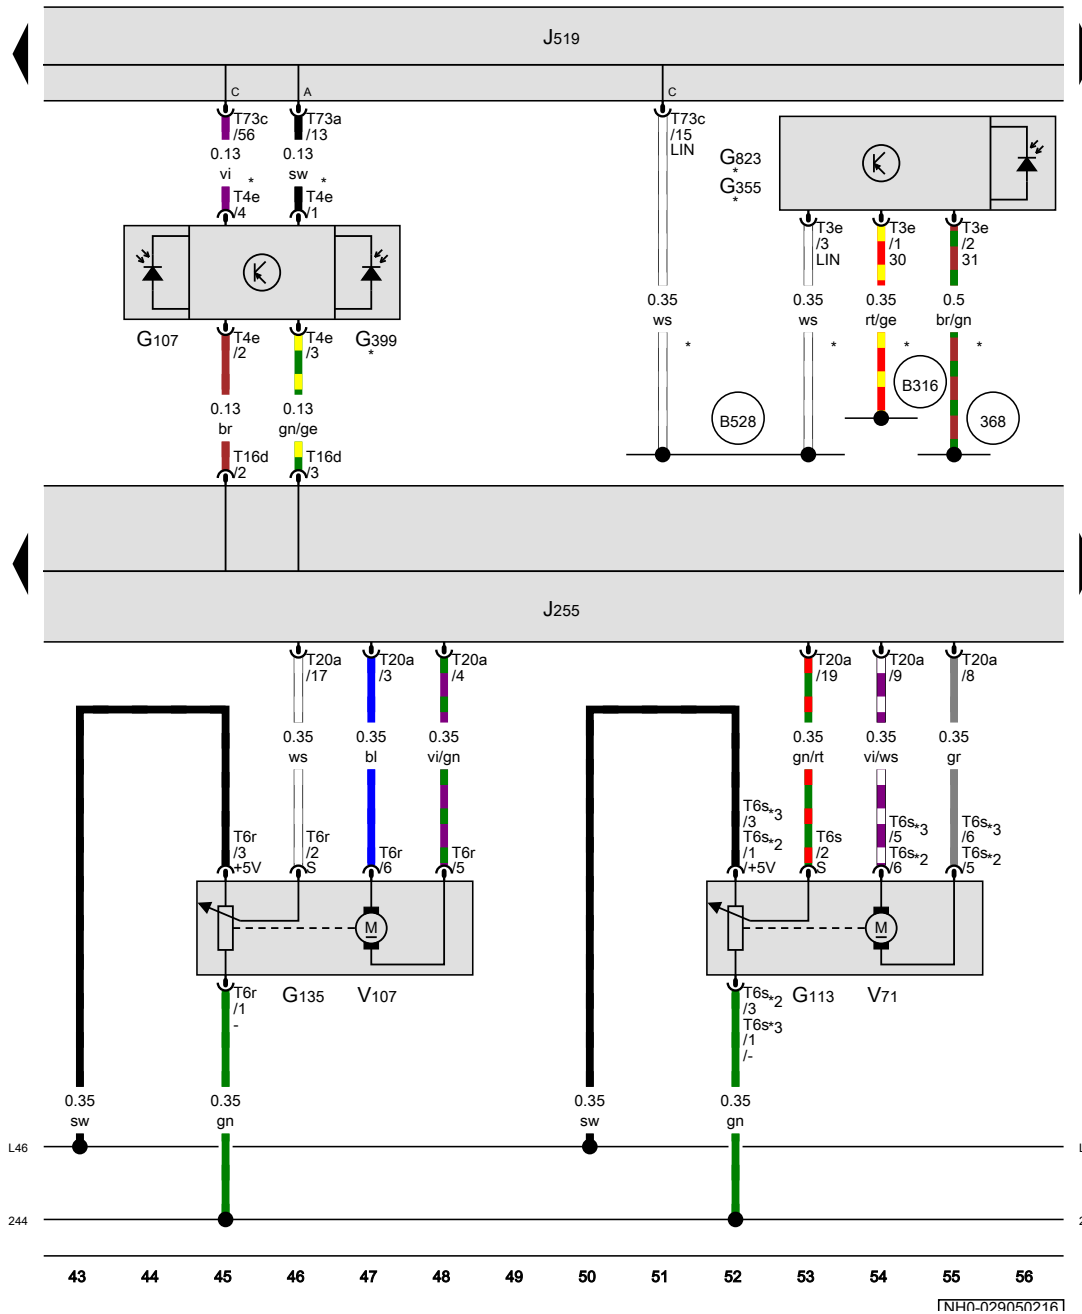 J519
C A C
T73c T73a T73c
/56 /13 /15
LIN
0.13 0.13
vi sw
* *
T4e T4e
/4 /1
G823
*
G355
*
T3e T3e T3e
/3 /1 /2
LIN 30 31
G107 T4e T4e G399
/2 /3 *
0.35 0.35 0.35 0.5
ws ws rt/ge br/gn
* * * *
B316
B528 368
0.13 0.13
br gn/ge
T16d T16d
/2 /3
J255
T20a T20a T20a T20a T20a T20a
/17 /3 /4 /19 /9 /8
0.35 0.35 0.35 0.35 0.35 0.35
ws bl vi/gn gn/rt vi/ws gr
T6r T6r T6r T6r
/3 /2 /6 /5
+5V S
T6s*3
/3
T6s*2
/1
/+5V
T6s
/2
S
T6s*3
/5
T6s*2
/6
T6s*3
/6
T6s*2
/5
M M
T6r G135 V107
/1
-
T6s*2 G113 V71
/3
T6s*3
/1
/-
0.35 0.35 0.35 0.35
sw gn sw gn
L46 L
244 2
43 44 45 46 47 48 49 50 51 52 53 54 55 56
NH0-029050216